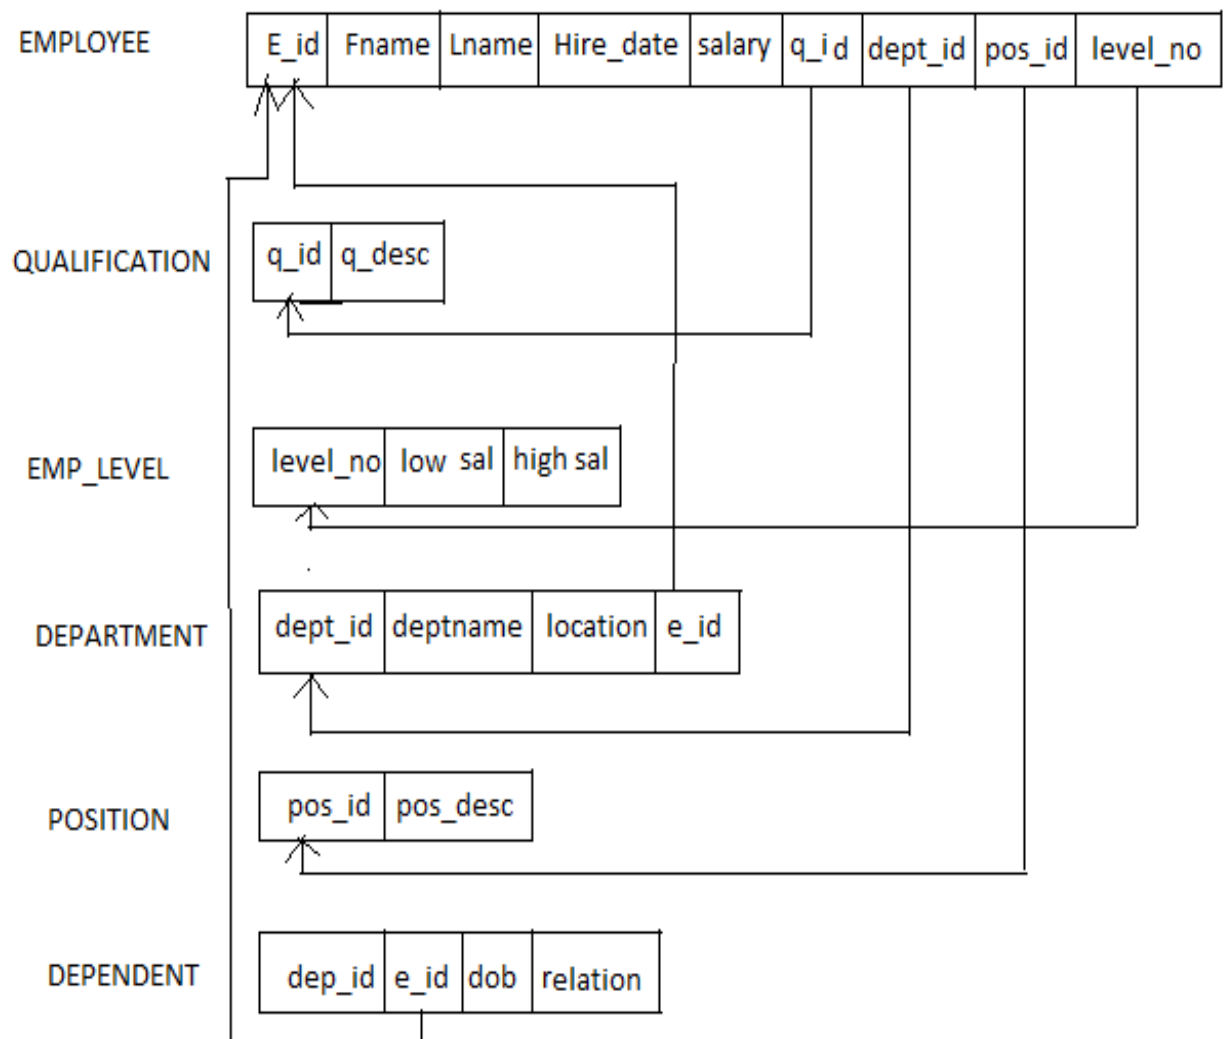 EMPLOYEE E_id Fname Lname Hire_date salary q_id dept_id pos_id level_no
QUALIFICATION q_id q_desc
EMP_LEVEL level_no low sal high sal
DEPARTMENT dept_id deptname location e_id
POSITION pos_id pos_desc
DEPENDENT dep_id e_id dob relation